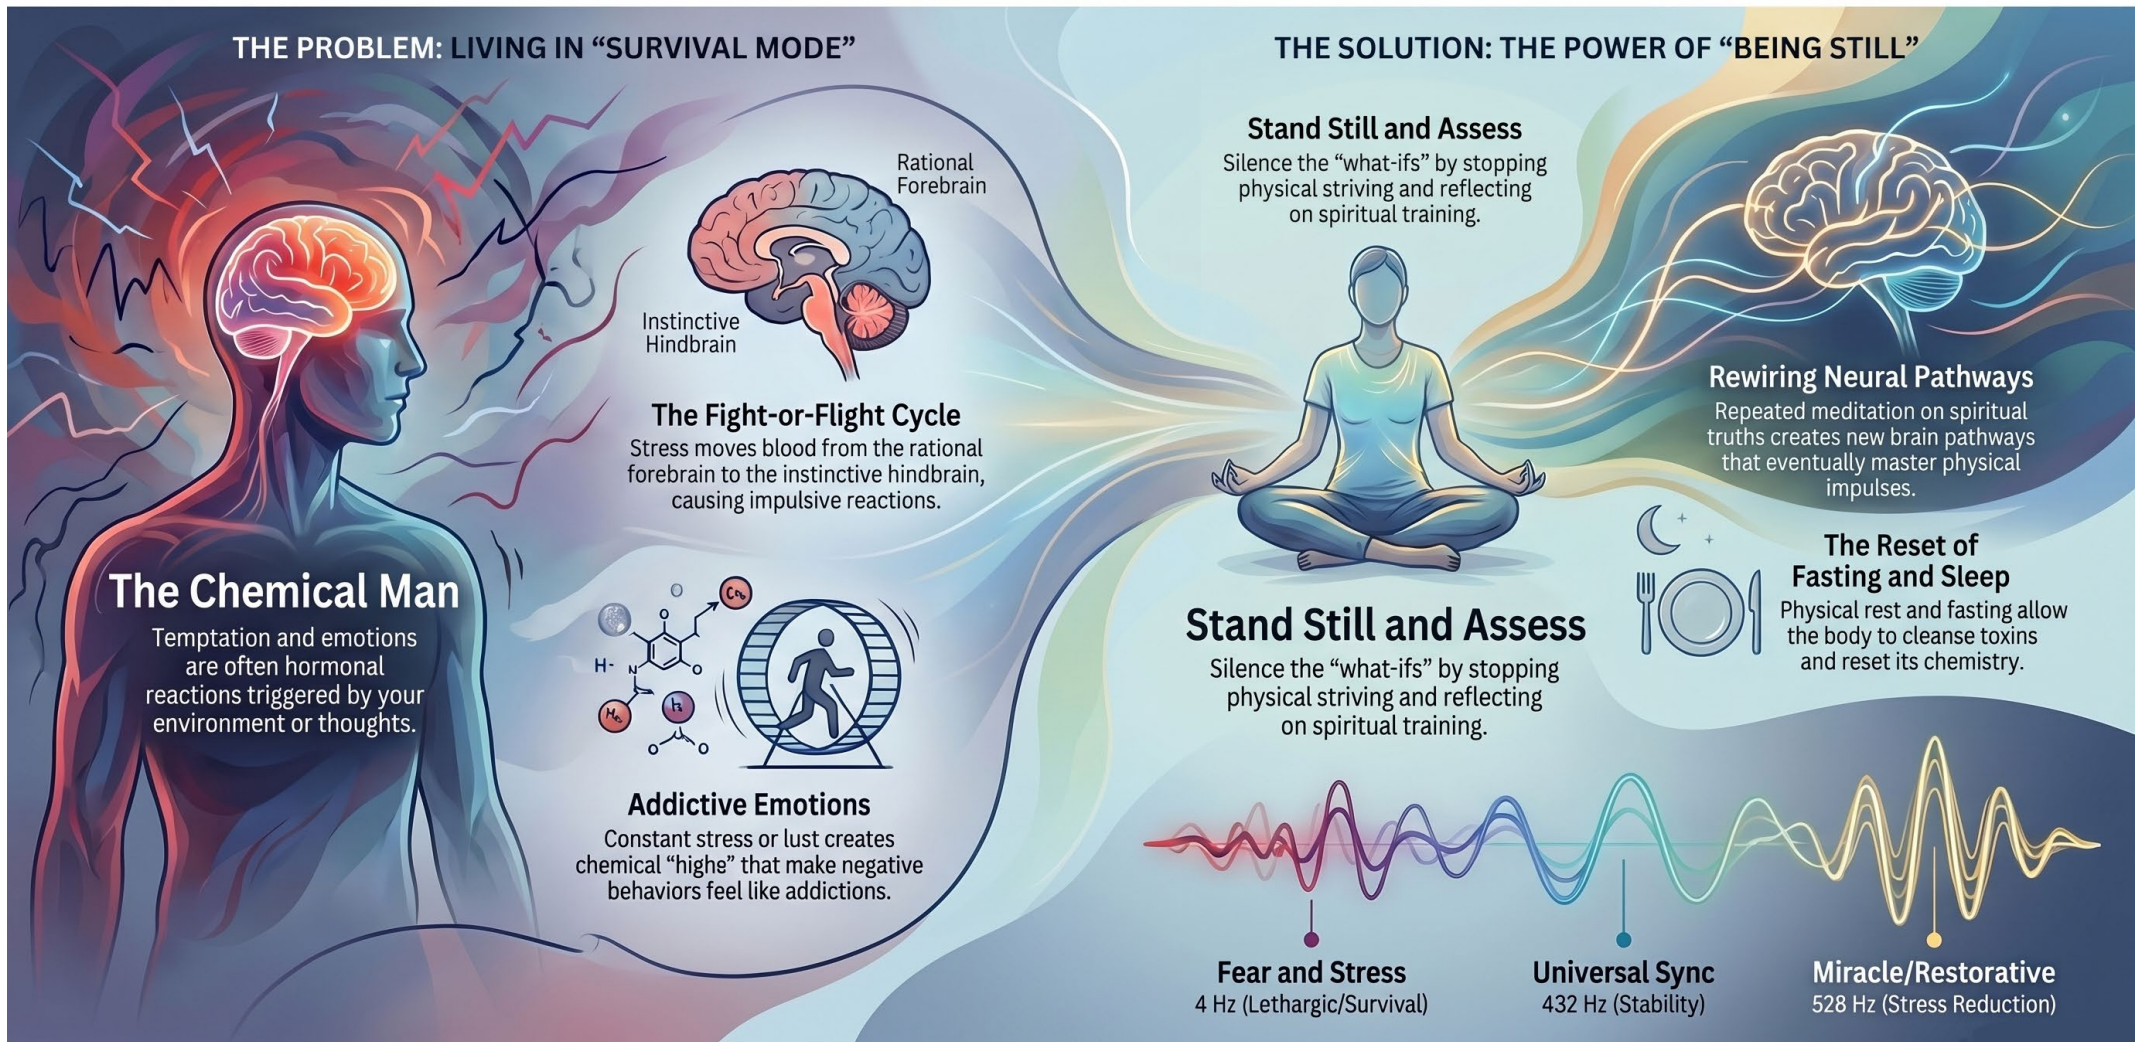 THE PROBLEM: LIVING IN “SURVIVAL MODE”
Rational
Forebrain
Instinctive
Hindbrain
The Fight-or-Flight Cycle
Stress moves blood from the rational
forebrain to the instinctive hindbrain,
causing impulsive reactions.
The Chemical Man
Temptation and emotions
are often hormonal
reactions triggered by your
environment or thoughts.
H-
N
O
O
O
O
Addictive Emotions
Constant stress or lust creates
chemical “highs” that make negative
behaviors feel like addictions.
THE SOLUTION: THE POWER OF “BEING STILL”
Stand Still and Assess
Silence the “what-ifs” by stopping
physical striving and reflecting
on spiritual training.
Rewiring Neural Pathways
Repeated meditation on spiritual
truths creates new brain pathways
that eventually master physical
impulses.
The Reset of
Fasting and Sleep
Physical rest and fasting allow
the body to cleanse toxins
and reset its chemistry.
Stand Still and Assess
Silence the “what-ifs” by stopping
physical striving and reflecting
on spiritual training.
Fear and Stress
4 Hz (Lethargic/Survival)
Universal Sync
432 Hz (Stability)
Miracle/Restorative
528 Hz (Stress Reduction)